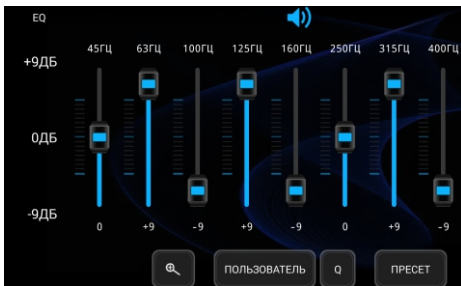 EQ
45ГЦ 63ГЦ 100ГЦ 125ГЦ 160ГЦ 250ГЦ 315ГЦ 400ГЦ
+9ДБ
0ДБ
-9ДБ
0 +9 -9 +9 -9 0 +9 -9
ПОЛЬЗОВАТЕЛЬ Q ПРЕСЕТ